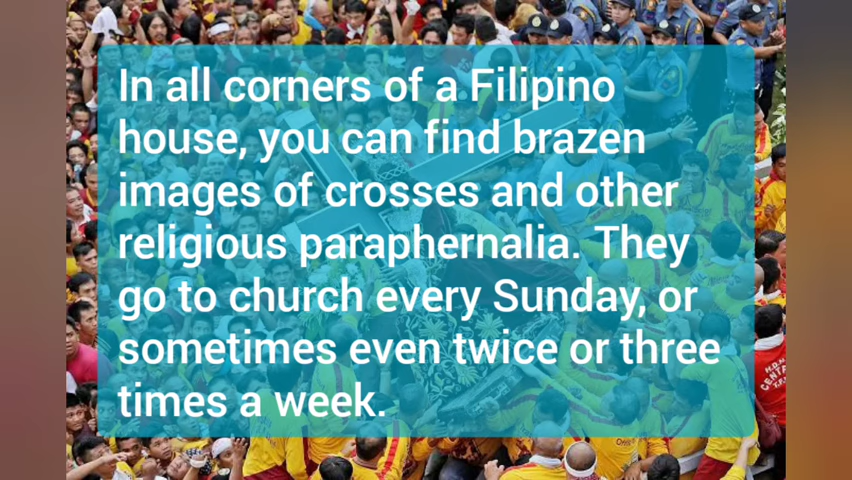 In all corners of a Filipino
house, you can find brazen
images of crosses and other
religious paraphernalia. They
go to church every Sunday, or
sometimes even twice or three
times a week.